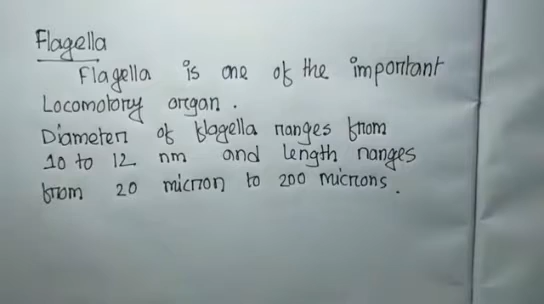 Flagella
Flagella is one of the important
Locomotory organ.
Diameter of flagella ranges from
10 to 12 nm and length ranges
from 20 micron to 200 microns.